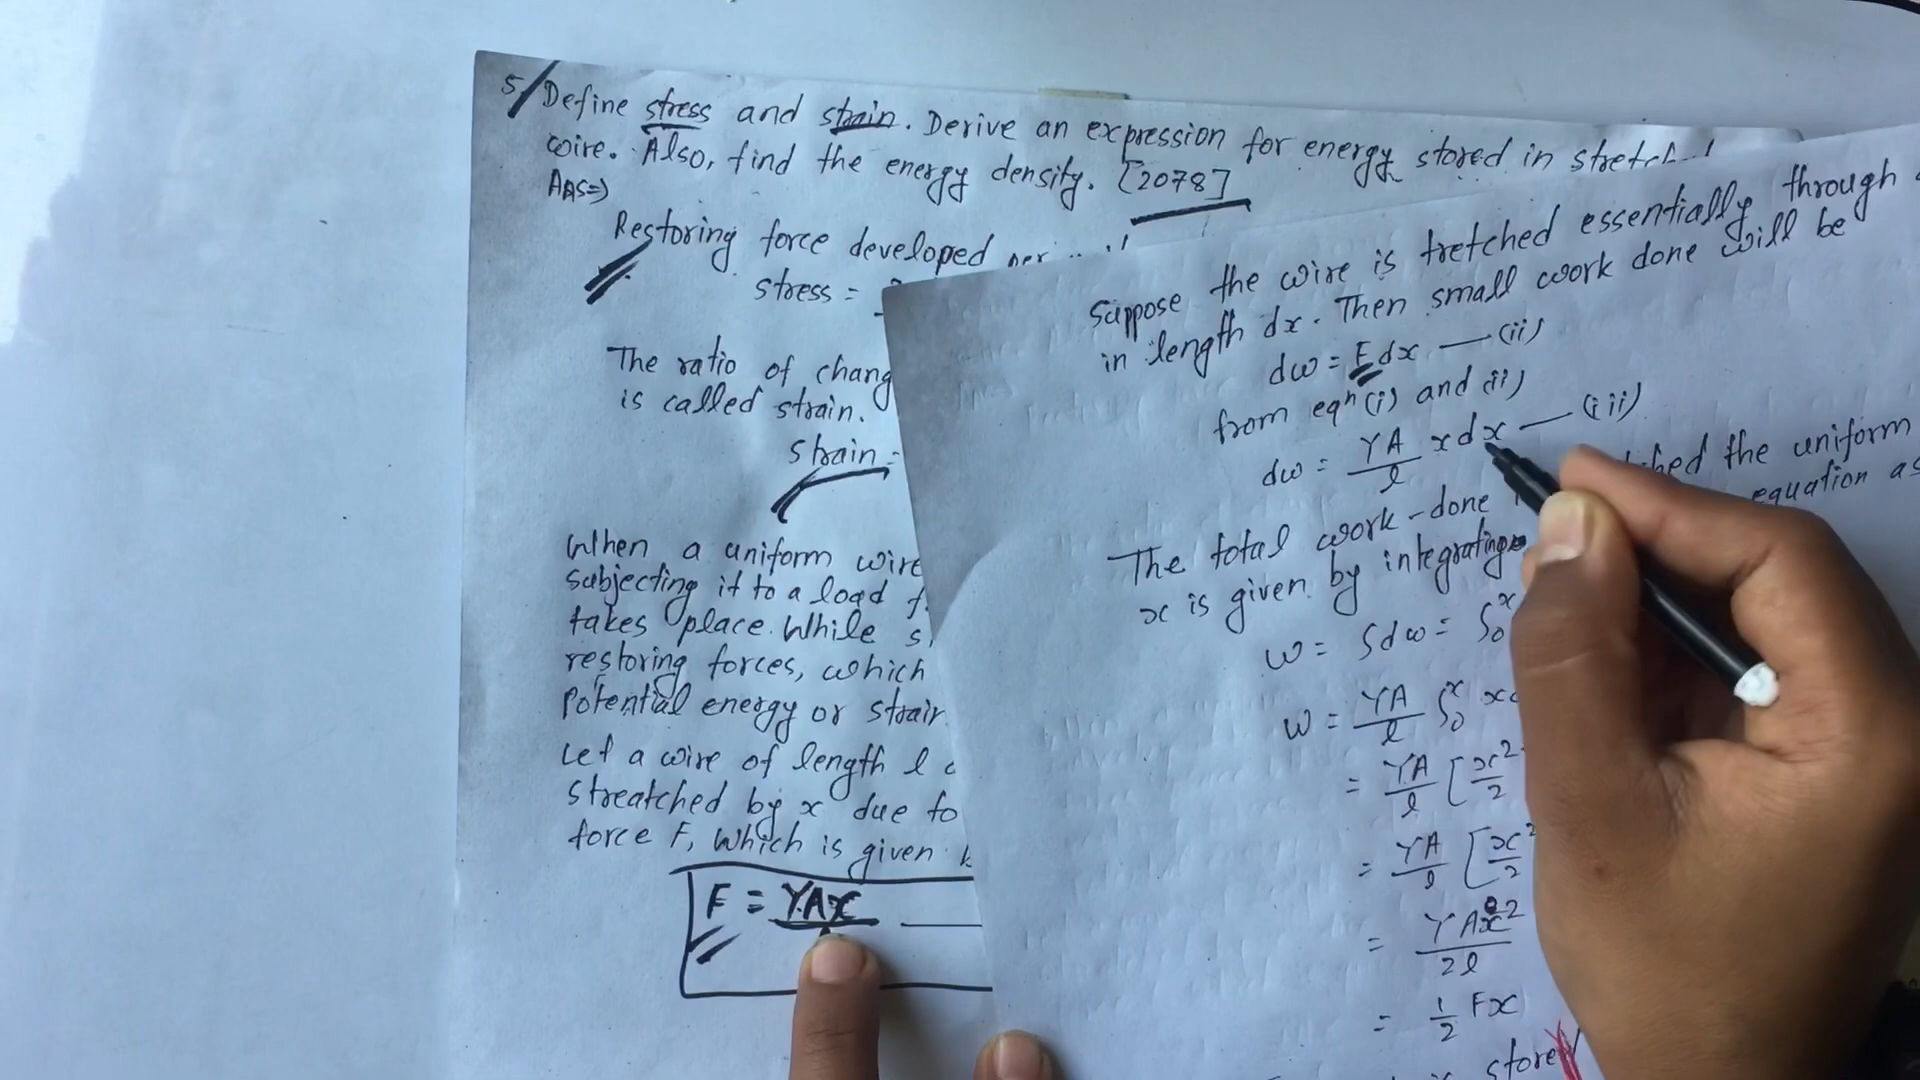 5. Define stress and strain. Derive an expression for energy stored in
wire. Also, find the energy density. [2078]
Ans⇒)
Restoring force developed per
stress =
The ratio of chang
is called strain.
strain =
When a uniform wire
subjecting it to a load
takes place. While
restoring forces, which
Potential energy or strain
Let a wire of length l
streatched by x due to
force F, which is given
F = YAx
Suppose the wire is tretched essentially through
in length dx. Then small work done will be
dw = Fdx — (ii)
from eqn (i) and (ii)
dw = YA/l xdx — (iii)
The total work-done the uniform
x is given by integrating equation as
w = ∫dw = ∫0x
w = YA/l ∫0x x
= YA/l [x²/2
= YA/l [x²/2
= YAx²/2l
= 1/2 Fx
store